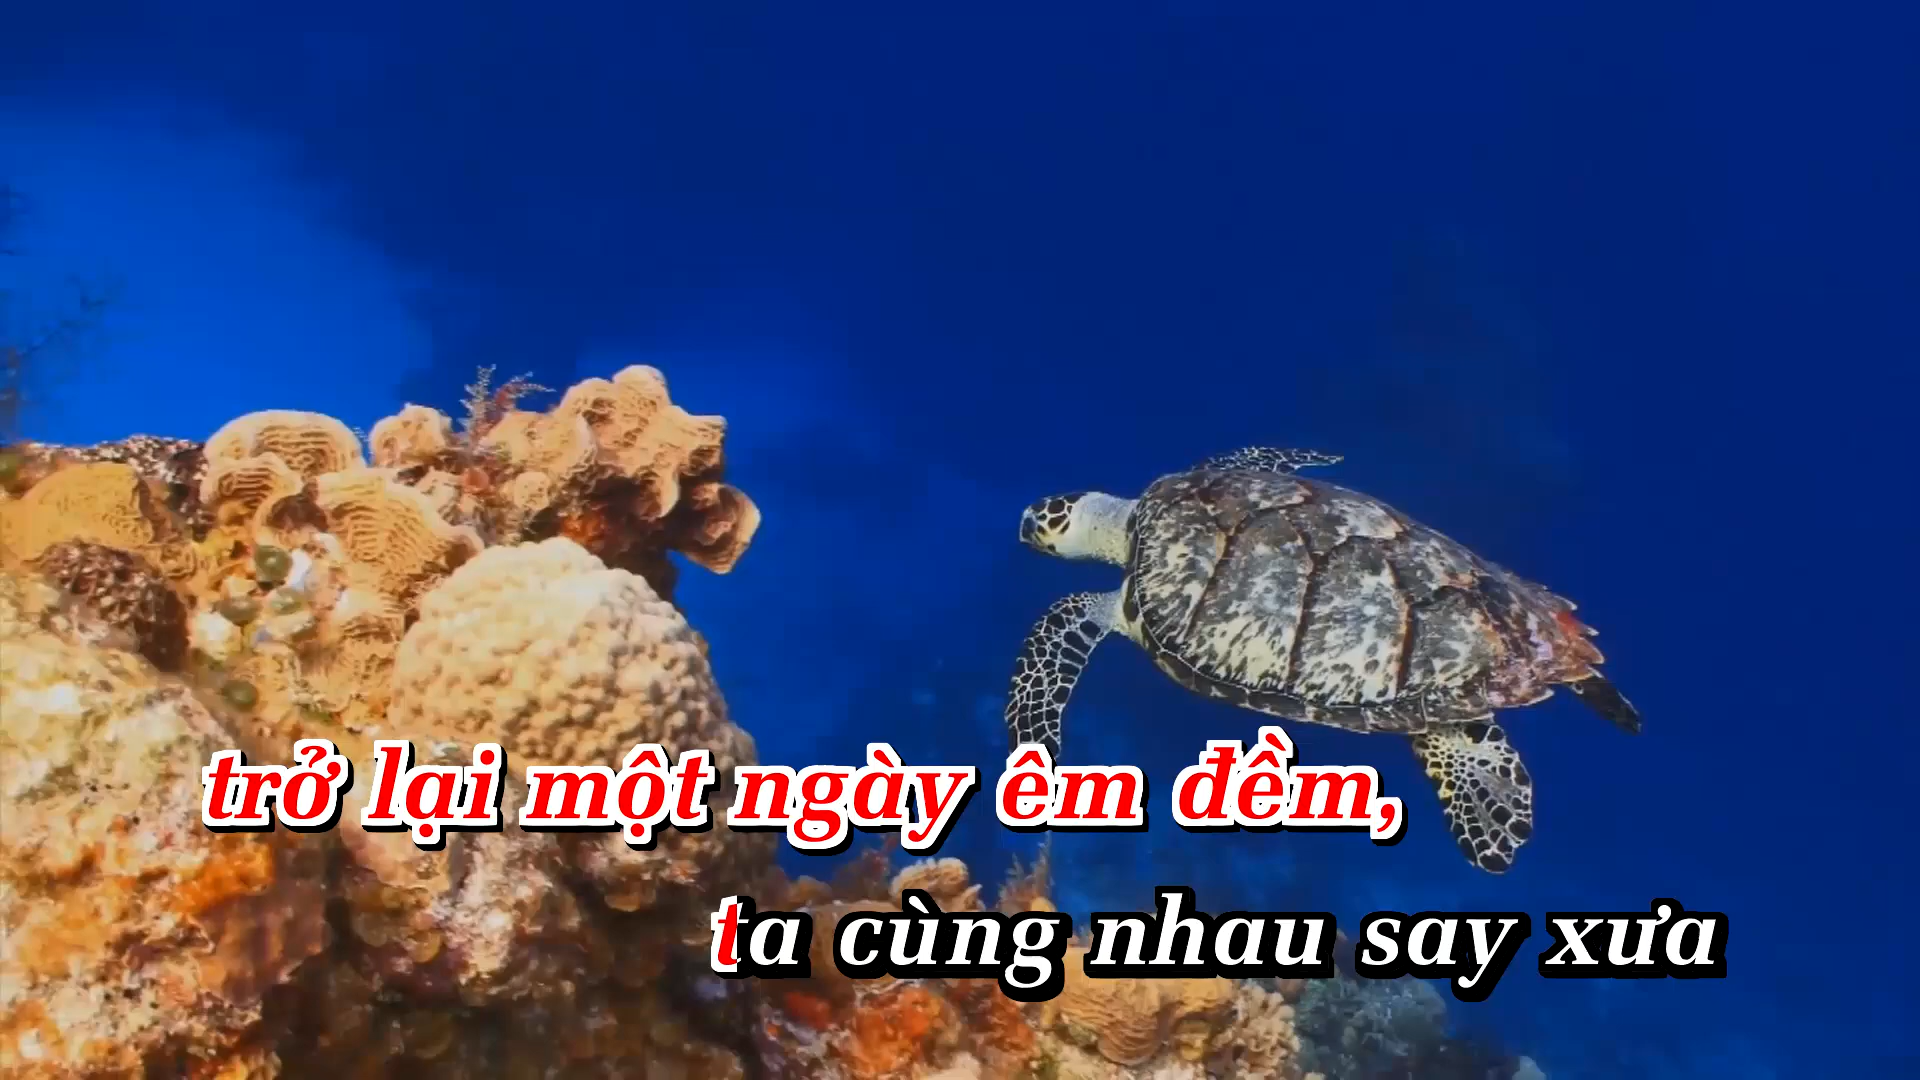 trở lại một ngày êm đềm,
ta cùng nhau say xưa